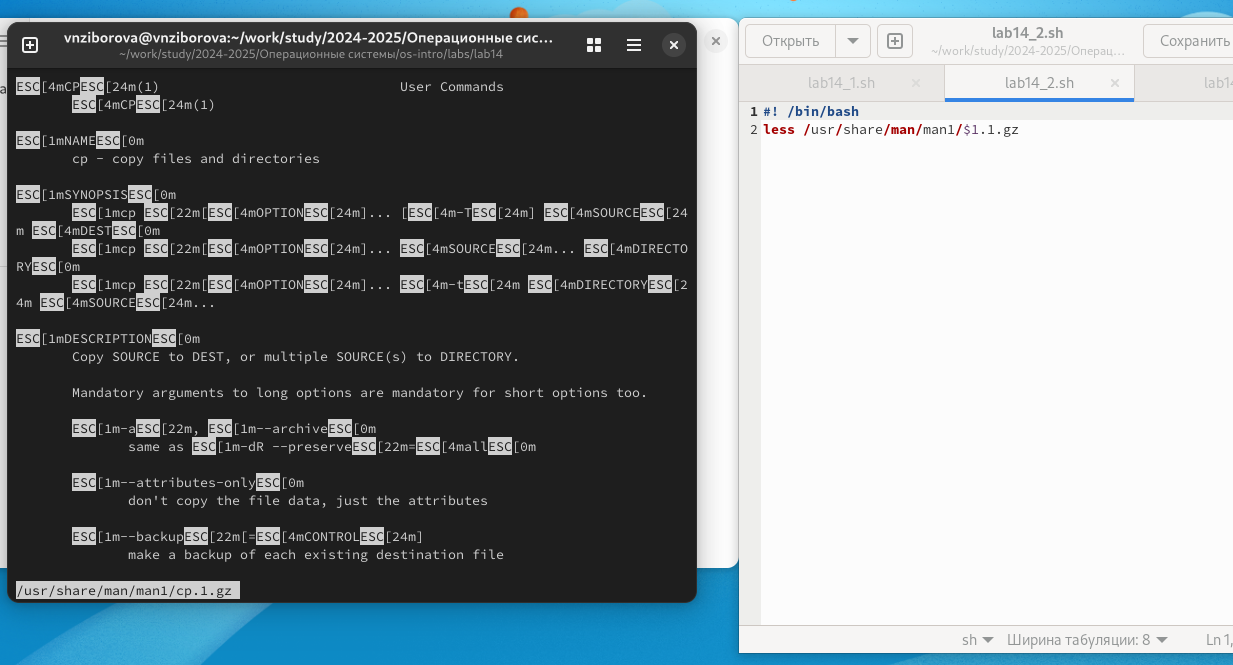 vnziborova@vnziborova:~/work/study/2024-2025/Операционные сис...
~/work/study/2024-2025/Операционные системы/os-intro/labs/lab14
ESC[4mCPESC[24m(1) User Commands
ESC[4mCPESC[24m(1)
ESC[1mNAMEESC[0m
cp - copy files and directories
ESC[1mSYNOPSISESC[0m
ESC[1mcp ESC[22m[ESC[4mOPTIONESC[24m]... [ESC[4m-TESC[24m] ESC[4mSOURCEESC[24
m ESC[4mDESTESC[0m
ESC[1mcp ESC[22m[ESC[4mOPTIONESC[24m]... ESC[4mSOURCEESC[24m... ESC[4mDIRECTO
RYESC[0m
ESC[1mcp ESC[22m[ESC[4mOPTIONESC[24m]... ESC[4m-tESC[24m ESC[4mDIRECTORYESC[2
4m ESC[4mSOURCEESC[24m...
ESC[1mDESCRIPTIONESC[0m
Copy SOURCE to DEST, or multiple SOURCE(s) to DIRECTORY.
Mandatory arguments to long options are mandatory for short options too.
ESC[1m-aESC[22m, ESC[1m--archiveESC[0m
same as ESC[1m-dR --preserveESC[22m=ESC[4mallESC[0m
ESC[1m--attributes-onlyESC[0m
don't copy the file data, just the attributes
ESC[1m--backupESC[22m[=ESC[4mCONTROLESC[24m]
make a backup of each existing destination file
/usr/share/man/man1/cp.1.gz
Открыть
lab14_2.sh
~/work/study/2024-2025/Операц...
Сохранить
lab14_1.sh
lab14_2.sh
lab14
1 #! /bin/bash
2 less /usr/share/man/man1/$1.1.gz
sh
Ширина табуляции: 8
Ln 1,